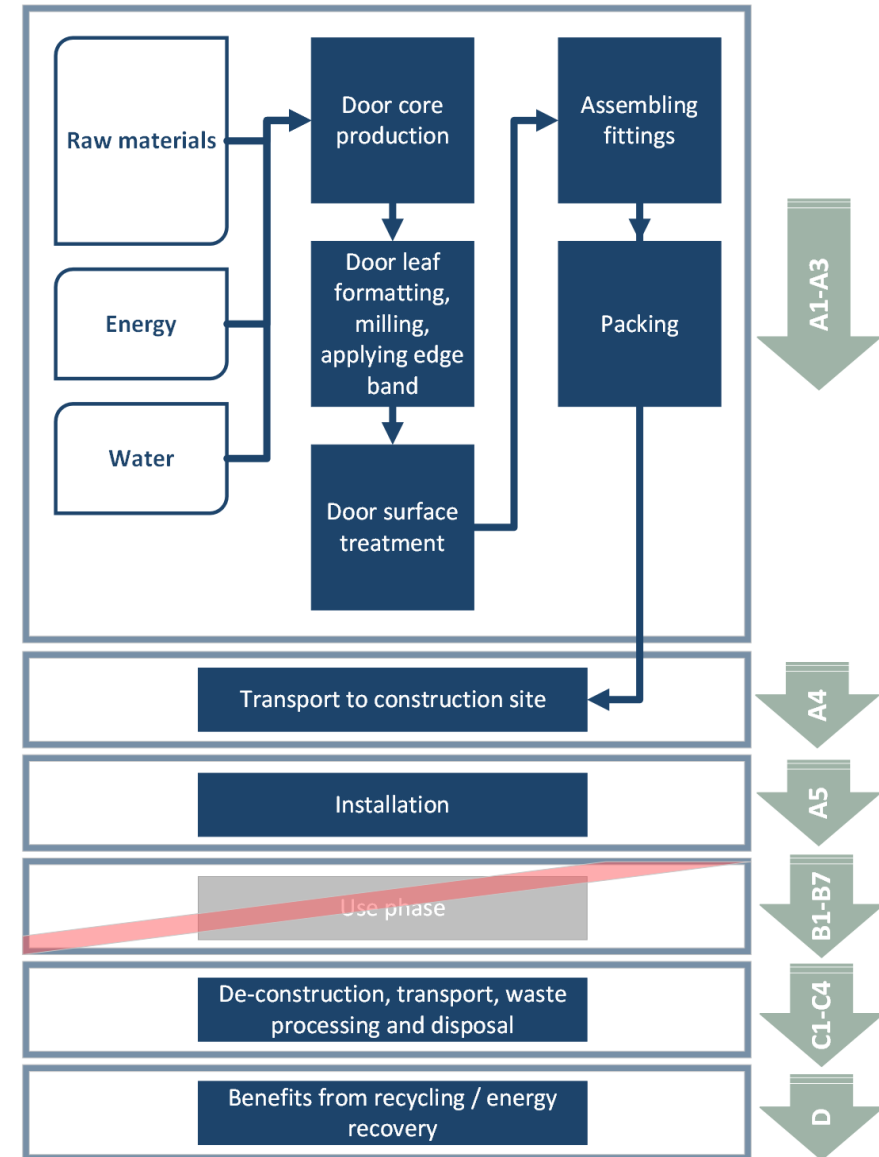 Raw materials
Energy
Water
Door core
production
Door leaf
formatting,
milling,
applying edge
band
Door surface
treatment
Assembling
fittings
Packing
A1-A3
Transport to construction site
A4
Installation
A5
Use phase
B1-B7
De-construction, transport, waste
processing and disposal
C1-C4
Benefits from recycling / energy
recovery
D